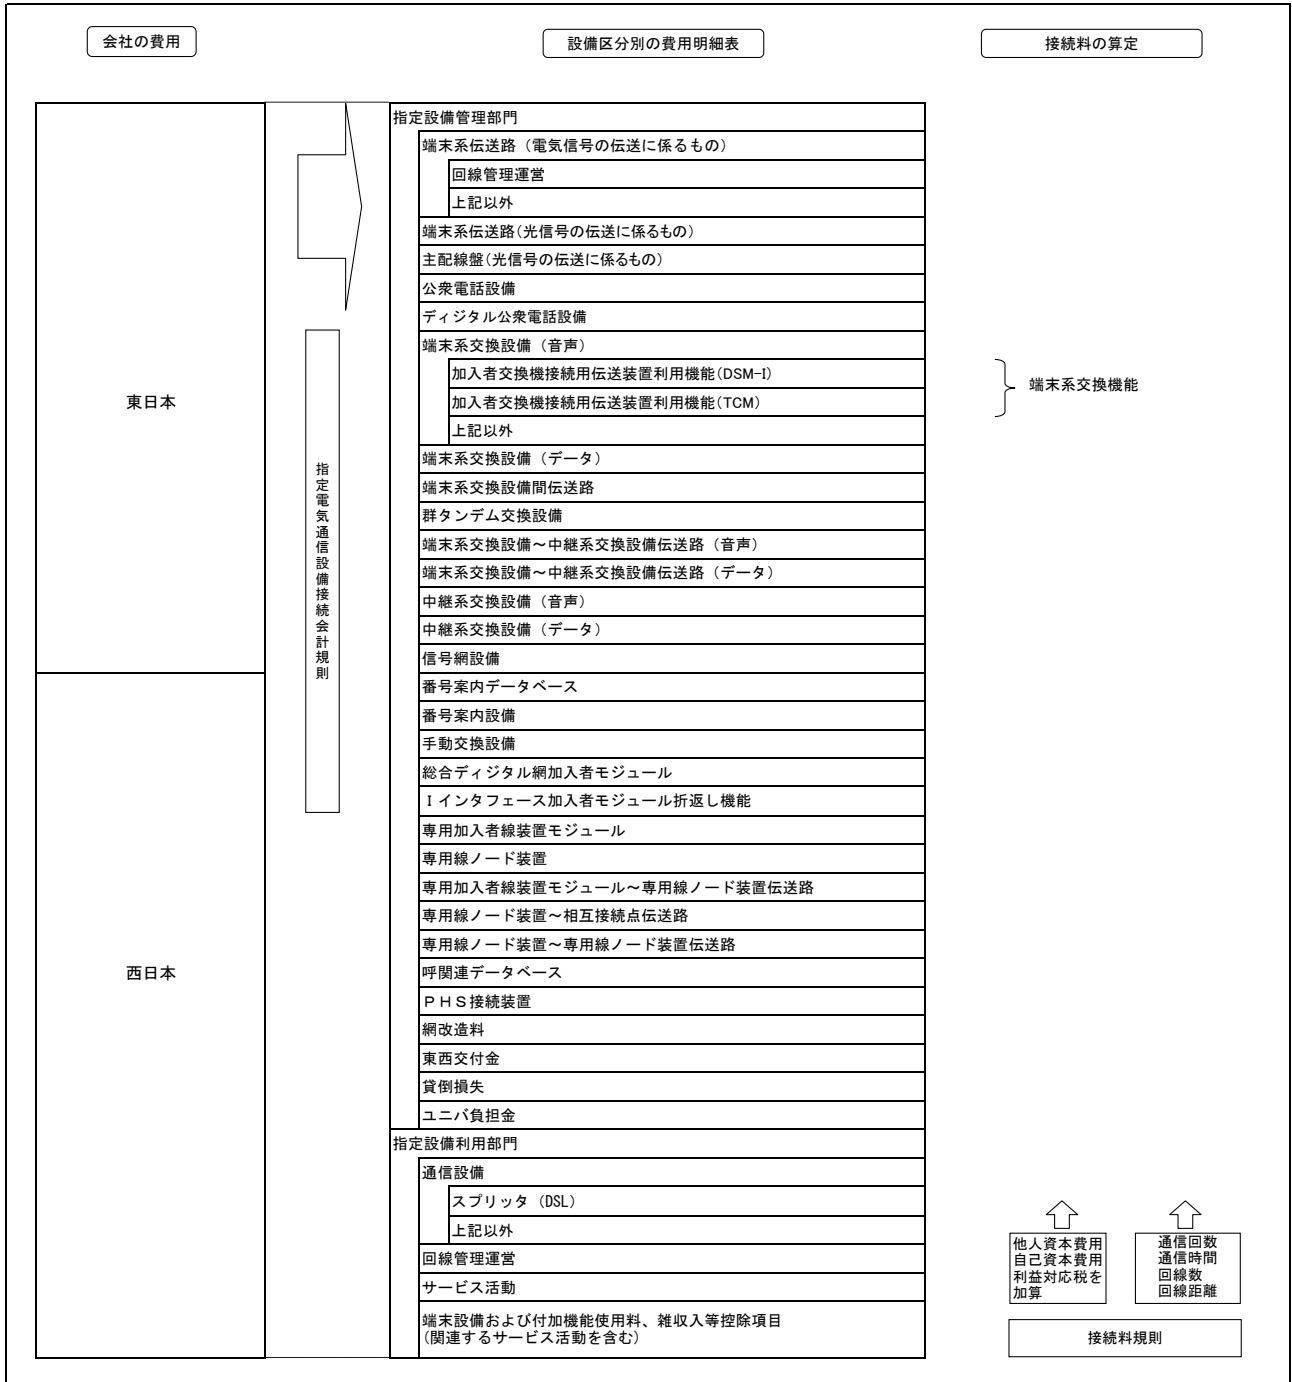 会社の費用
設備区分別の費用明細表
接続料の算定
東日本
西日本
指定電気通信設備接続会計規則
指定設備管理部門
端末系伝送路（電気信号の伝送に係るもの）
回線管理運営
上記以外
端末系伝送路(光信号の伝送に係るもの)
主配線盤(光信号の伝送に係るもの)
公衆電話設備
ディジタル公衆電話設備
端末系交換設備（音声）
加入者交換機接続用伝送装置利用機能(DSM-I)
加入者交換機接続用伝送装置利用機能(TCM)
上記以外
端末系交換設備（データ）
端末系交換設備間伝送路
群タンデム交換設備
端末系交換設備～中継系交換設備伝送路（音声）
端末系交換設備～中継系交換設備伝送路（データ）
中継系交換設備（音声）
中継系交換設備（データ）
信号網設備
番号案内データベース
番号案内設備
手動交換設備
総合ディジタル網加入者モジュール
Ｉインタフェース加入者モジュール折返し機能
専用加入者線装置モジュール
専用線ノード装置
専用加入者線装置モジュール～専用線ノード装置伝送路
専用線ノード装置～相互接続点伝送路
専用線ノード装置～専用線ノード装置伝送路
呼関連データベース
ＰＨＳ接続装置
網改造料
東西交付金
貸倒損失
ユニバ負担金
指定設備利用部門
通信設備
スプリッタ（DSL）
上記以外
回線管理運営
サービス活動
端末設備および付加機能使用料、雑収入等控除項目
(関連するサービス活動を含む)
端末系交換機能
他人資本費用
自己資本費用
利益対応税を
加算
通信回数
通信時間
回線数
回線距離
接続料規則